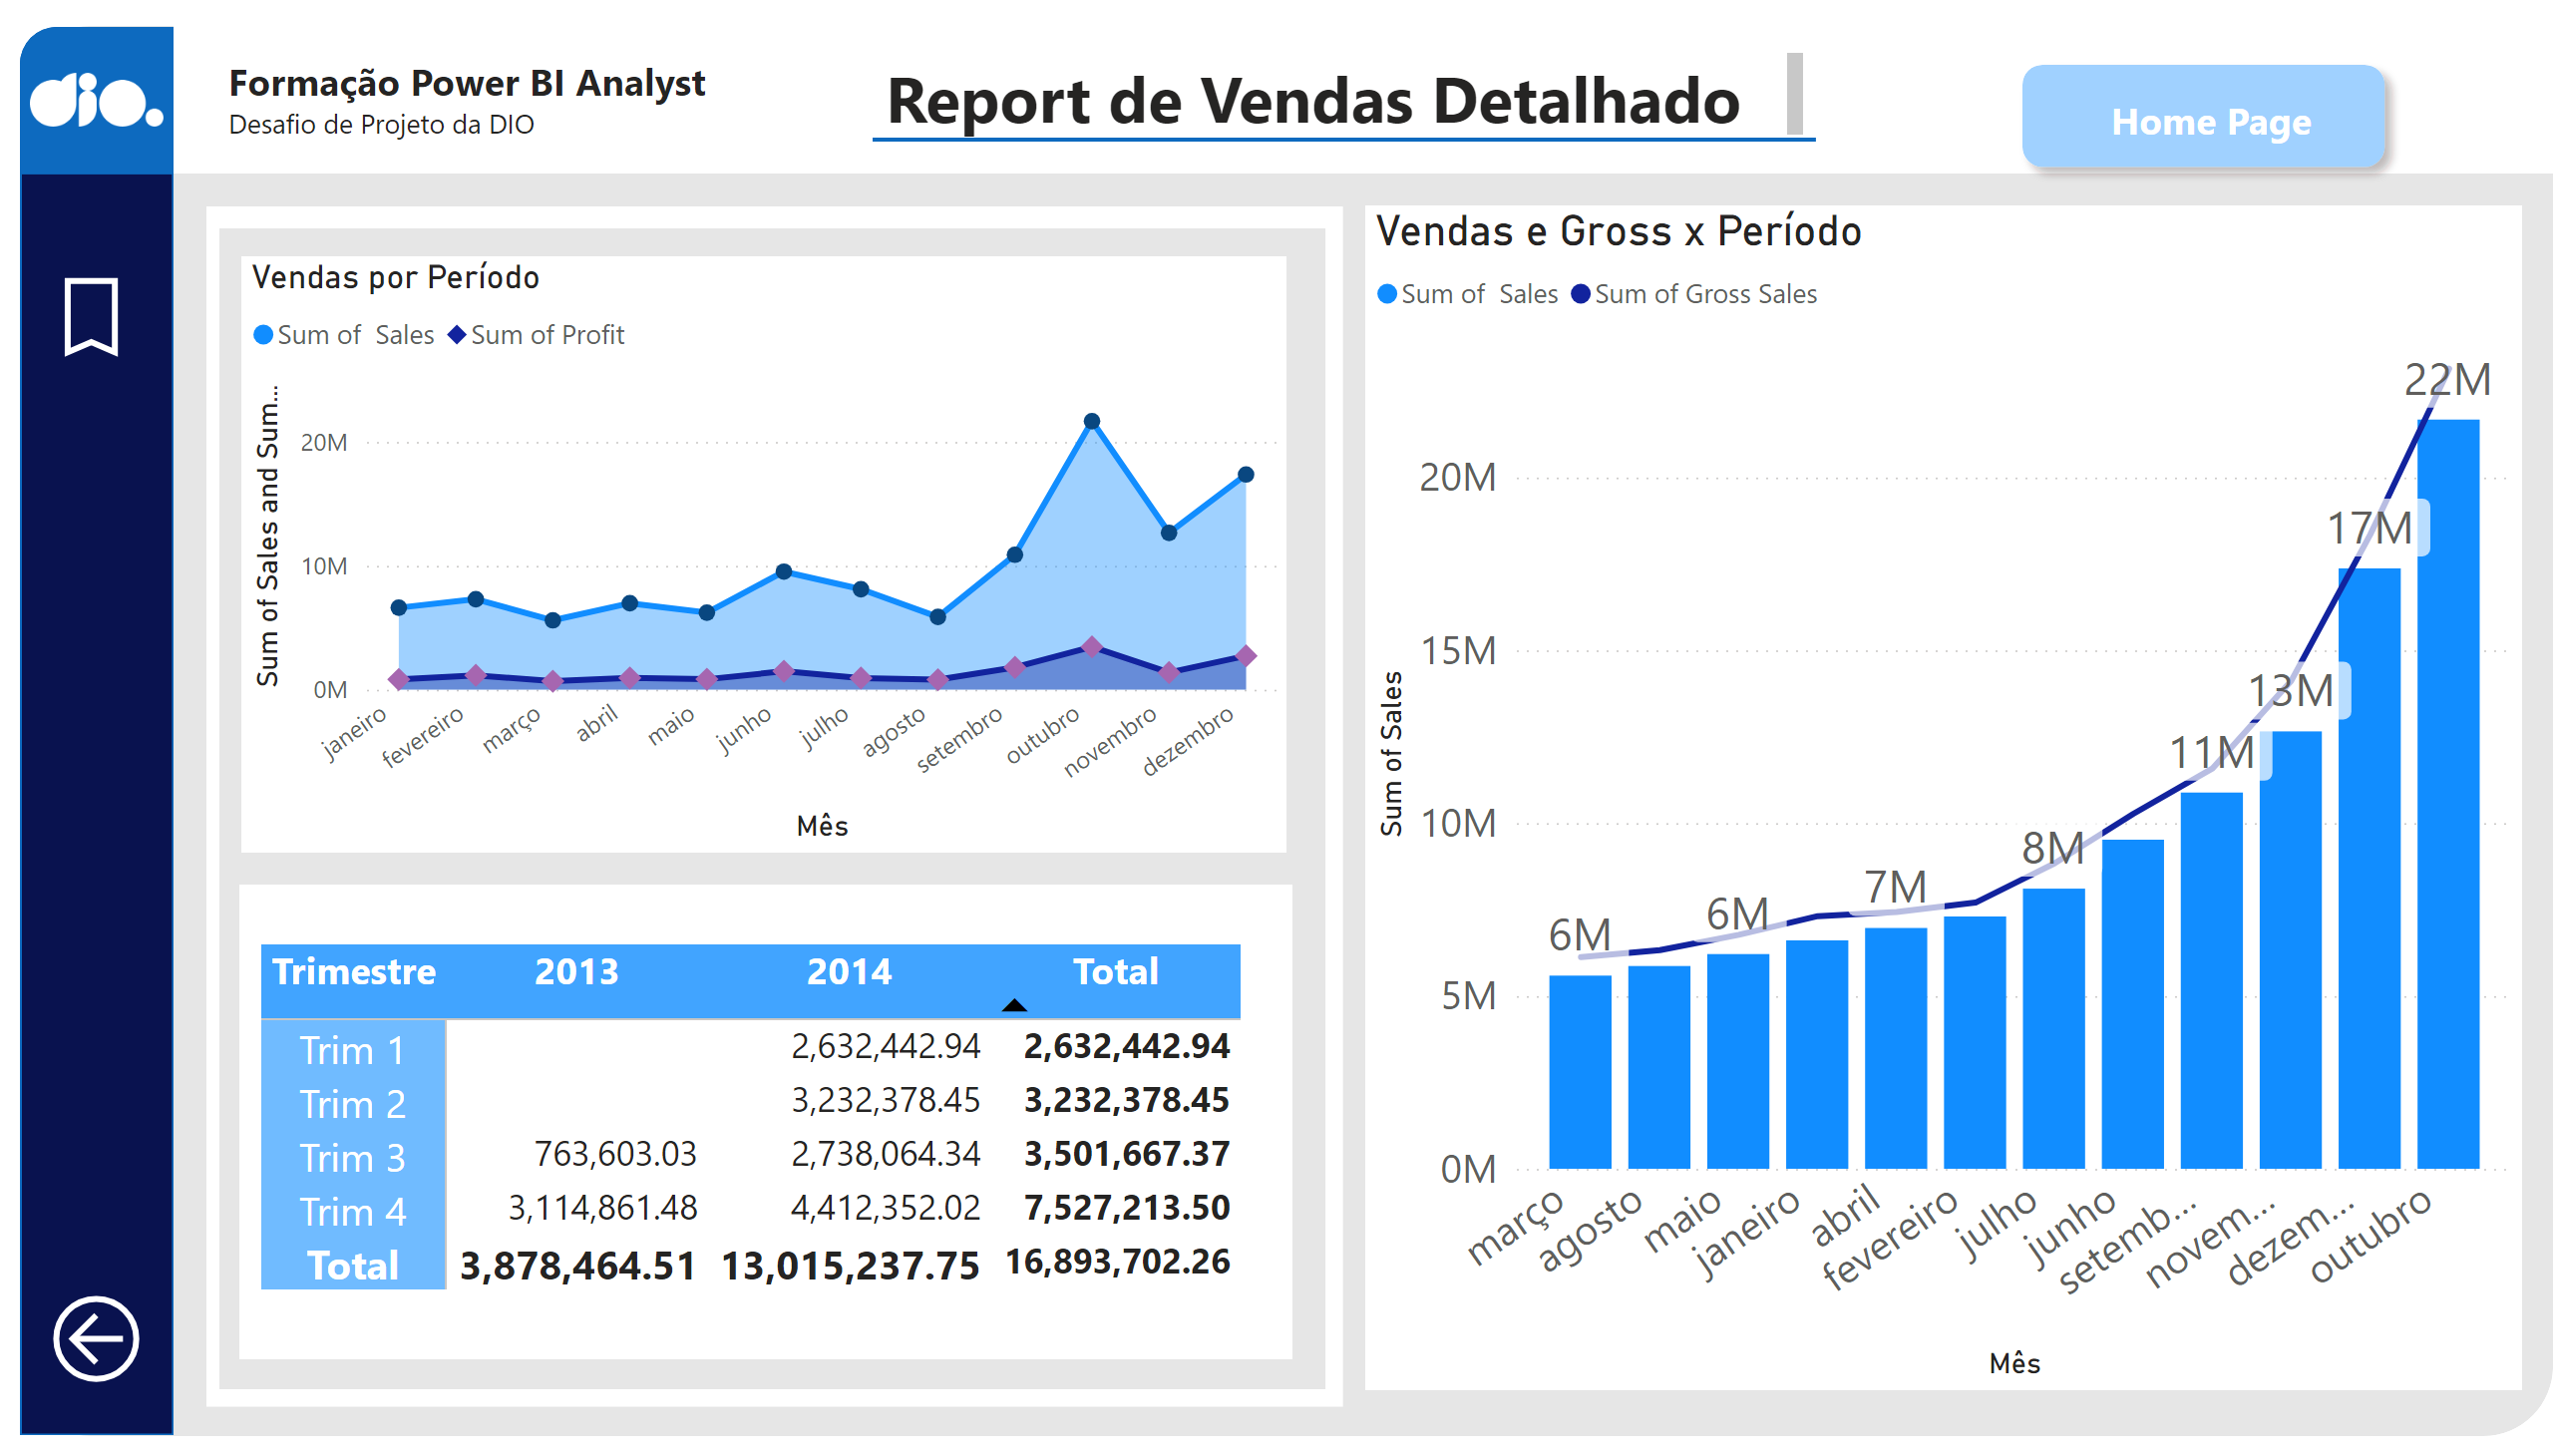 dio.
Formação Power BI Analyst
Desafio de Projeto da DIO
Report de Vendas Detalhado
Home Page
Vendas por Período
Sum of Sales Sum of Profit
Sum of Sales and Sum...
20M
10M
0M
janeiro fevereiro março abril maio junho julho agosto setembro outubro novembro dezembro
Mês
Trimestre 2013 2014 Total
Trim 1 2,632,442.94 2,632,442.94
Trim 2 3,232,378.45 3,232,378.45
Trim 3 763,603.03 2,738,064.34 3,501,667.37
Trim 4 3,114,861.48 4,412,352.02 7,527,213.50
Total 3,878,464.51 13,015,237.75 16,893,702.26
Vendas e Gross x Período
Sum of Sales Sum of Gross Sales
Sum of Sales
20M
15M
10M
5M
0M
6M 6M 7M 8M 11M 13M 17M 22M
março agosto maio janeiro abril fevereiro julho junho setemb... novem... dezem... outubro
Mês